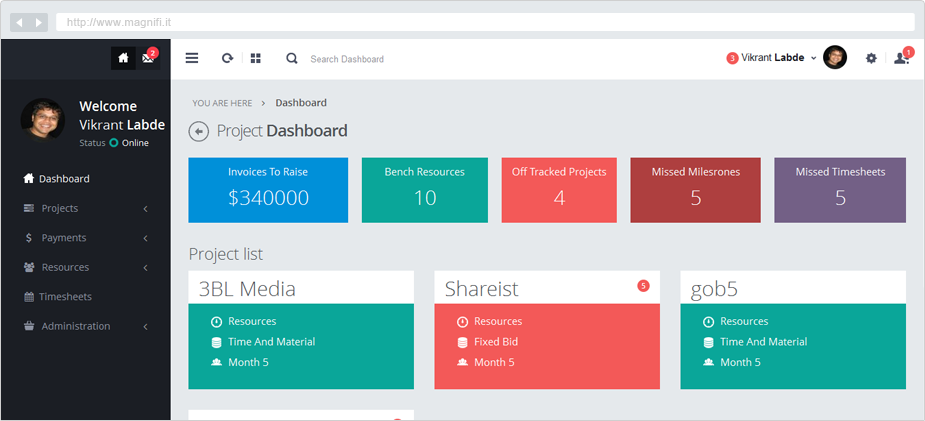 http://www.magnifi.it
2
Search Dashboard
3 Vikrant Labde
1
Welcome
Vikrant Labde
Status Online
YOU ARE HERE > Dashboard
Project Dashboard
Dashboard
Projects
Payments
Resources
Timesheets
Administration
Invoices To Raise
$340000
Bench Resources
10
Off Tracked Projects
4
Missed Milesrones
5
Missed Timesheets
5
Project list
3BL Media
Resources
Time And Material
Month 5
Shareist 5
Resources
Fixed Bid
Month 5
gob5
Resources
Time And Material
Month 5